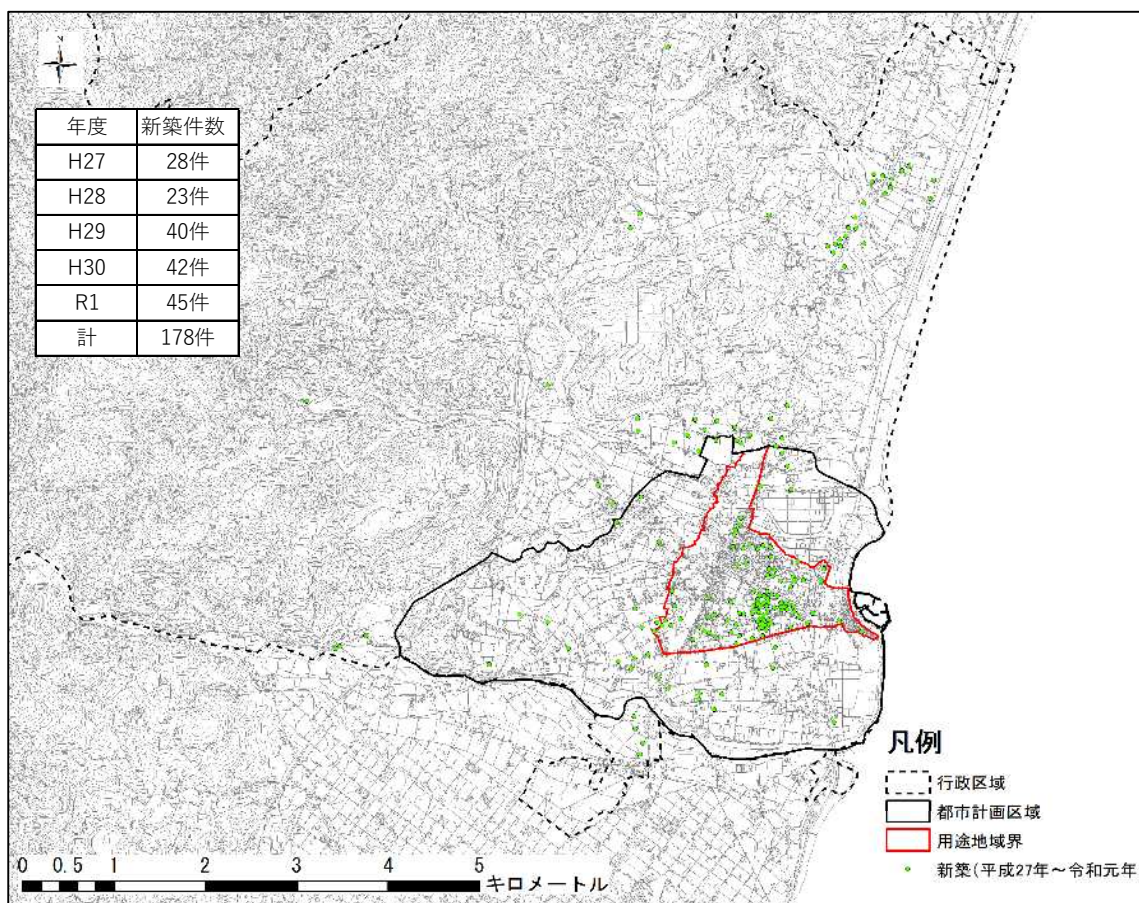 N
年度 新築件数
H27 28件
H28 23件
H29 40件
H30 42件
R1 45件
計 178件
凡例
行政区域
都市計画区域
用途地域界
新築(平成27年～令和元年
0 0.5 1 2 3 4 5
キロメートル